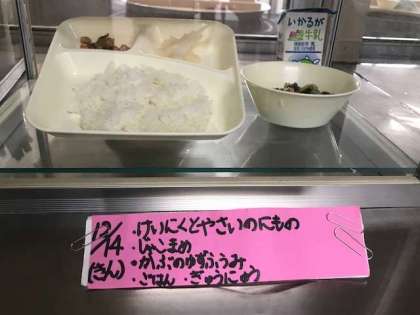 いかるが
酸牛乳
12/14
(きん)
・けいにくとやさいのにもの
・じゃこまめ
・かぶのゆずふうみ
・ごはん ・ぎゅうにゅう